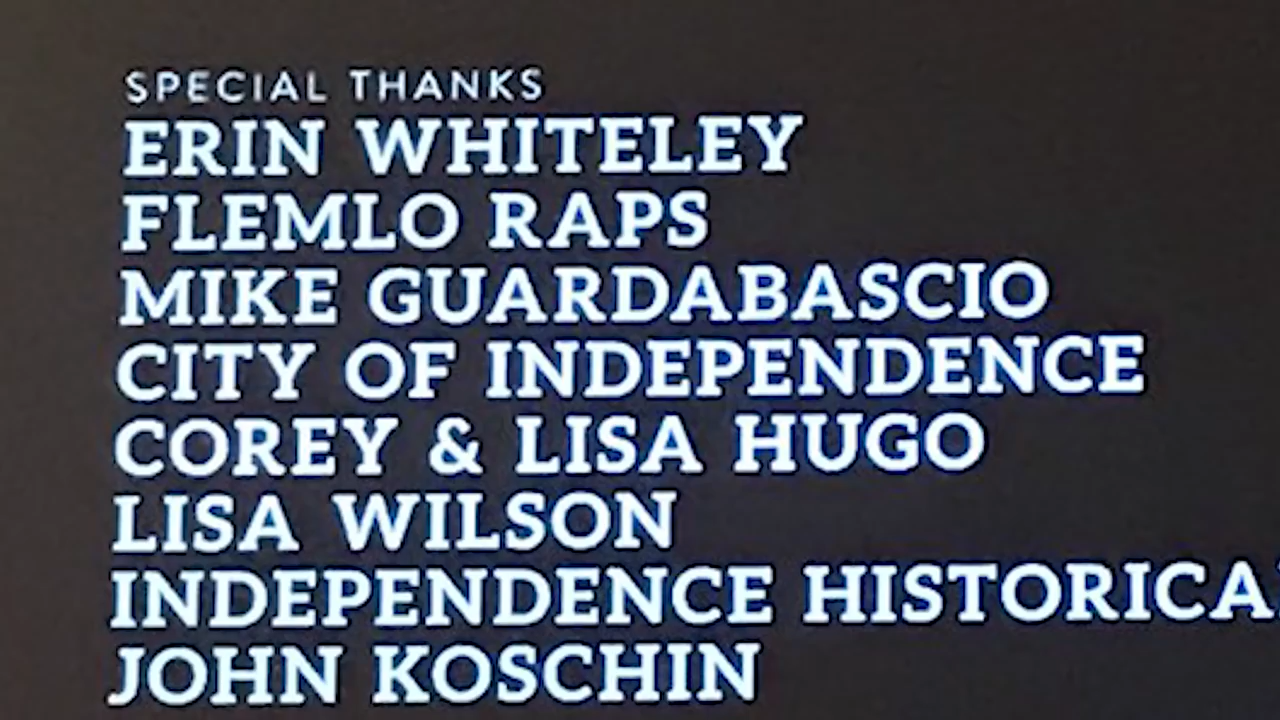 SPECIAL THANKS
ERIN WHITELEY
FLEMLO RAPS
MIKE GUARDABASCIO
CITY OF INDEPENDENCE
COREY & LISA HUGO
LISA WILSON
INDEPENDENCE HISTORICA
JOHN KOSCHIN